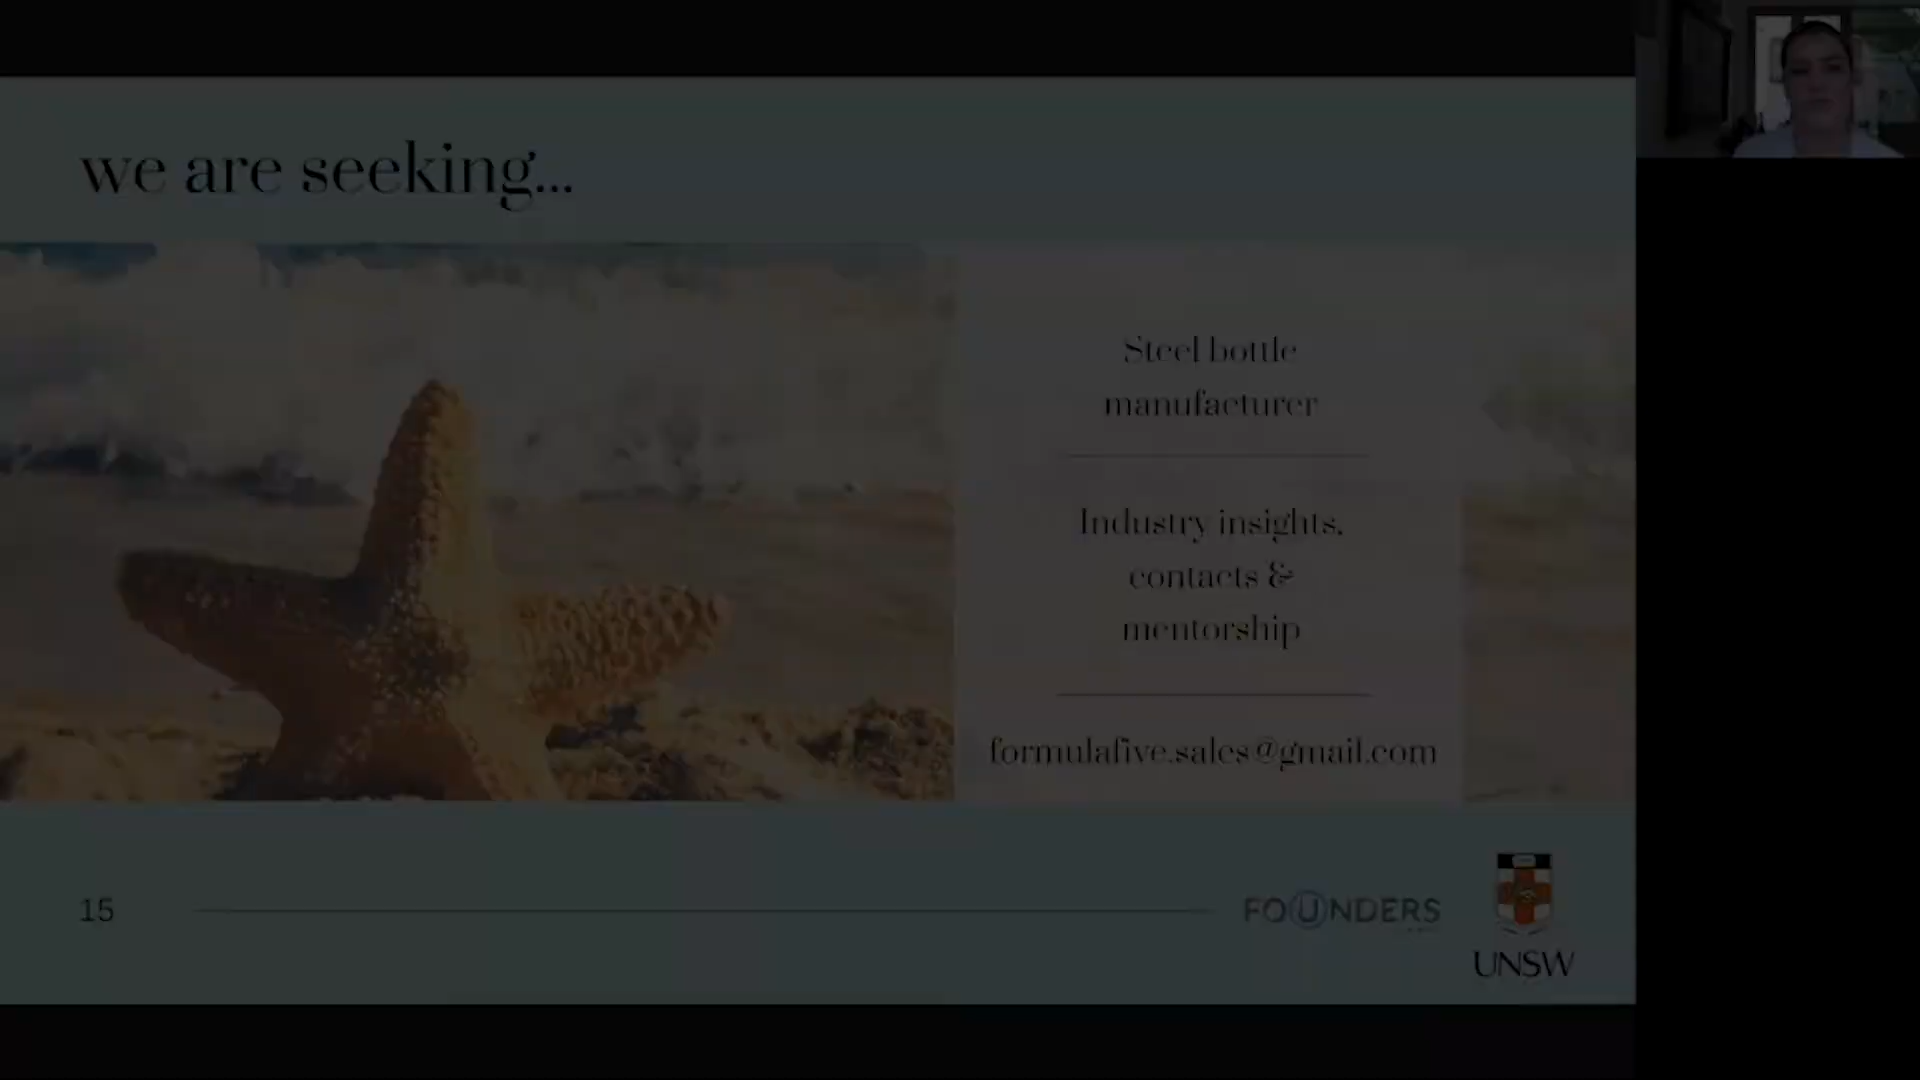 we are seeking...
Steel bottle
manufacturer
Industry insights,
contacts &
mentorship
formulafive.sales@gmail.com
15
FOUNDERS
UNSW